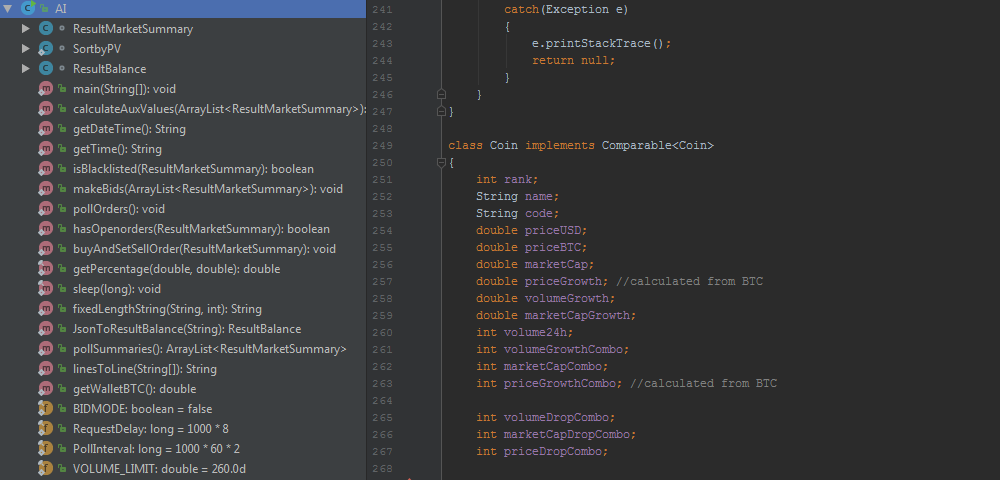 AI
ResultMarketSummary
SortbyPV
ResultBalance
main(String[]): void
calculateAuxValues(ArrayList<ResultMarketSummary>):
getDateTime(): String
getTime(): String
isBlacklisted(ResultMarketSummary): boolean
makeBids(ArrayList<ResultMarketSummary>): void
pollOrders(): void
hasOpenorders(ResultMarketSummary): boolean
buyAndSetSellOrder(ResultMarketSummary): void
getPercentage(double, double): double
sleep(long): void
fixedLengthString(String, int): String
JsonToResultBalance(String): ResultBalance
pollSummaries(): ArrayList<ResultMarketSummary>
linesToLine(String[]): String
getWalletBTC(): double
BIDMODE: boolean = false
RequestDelay: long = 1000 * 8
PollInterval: long = 1000 * 60 * 2
VOLUME_LIMIT: double = 260.0d
241 catch(Exception e)
242 {
243 e.printStackTrace();
244 return null;
245 }
246 }
247 }
248
249 class Coin implements Comparable<Coin>
250 {
251 int rank;
252 String name;
253 String code;
254 double priceUSD;
255 double priceBTC;
256 double marketCap;
257 double priceGrowth; //calculated from BTC
258 double volumeGrowth;
259 double marketCapGrowth;
260 int volume24h;
261 int volumeGrowthCombo;
262 int marketCapCombo;
263 int priceGrowthCombo; //calculated from BTC
264
265 int volumeDropCombo;
266 int marketCapDropCombo;
267 int priceDropCombo;
268